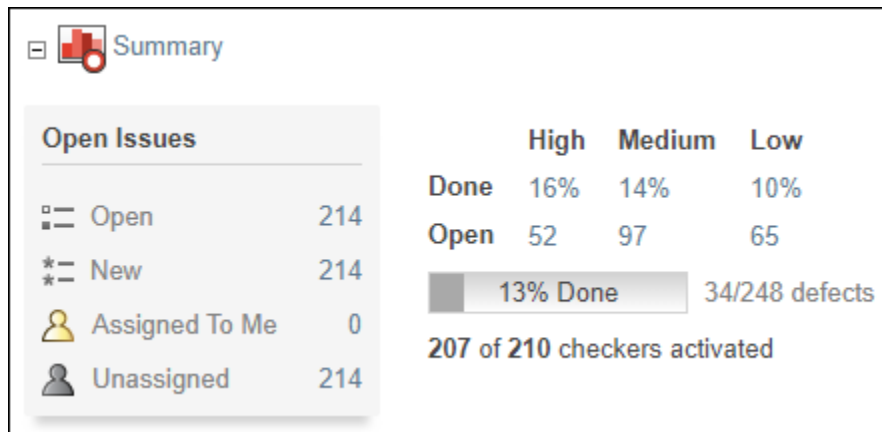 Summary
Open Issues
Open 214
New 214
Assigned To Me 0
Unassigned 214
High Medium Low
Done 16% 14% 10%
Open 52 97 65
13% Done 34/248 defects
207 of 210 checkers activated